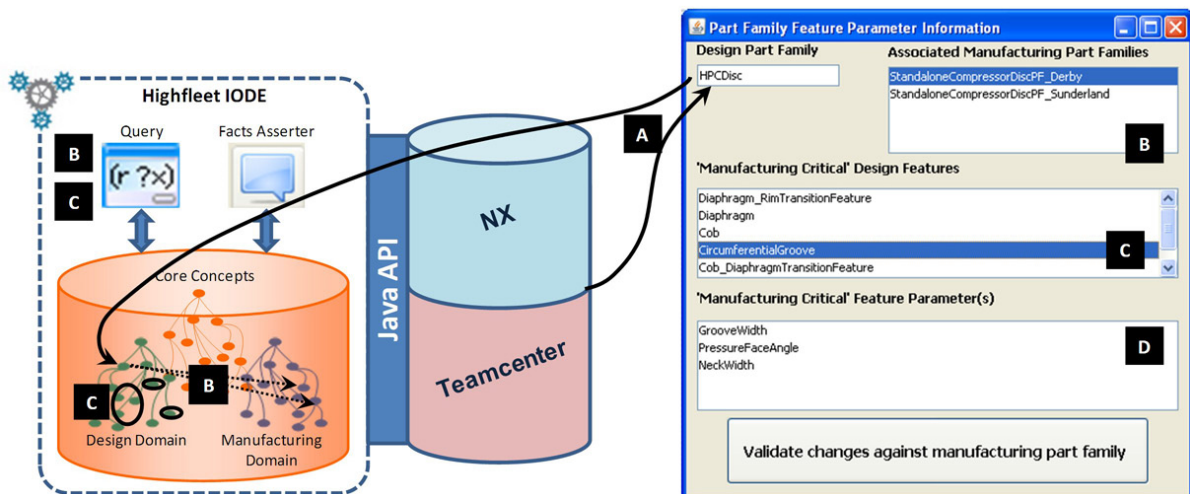 Highfleet IODE
Query
Facts Asserter
B
(r ?x)
C
Core Concepts
B
C
Design Domain
Manufacturing
Domain
Java API
NX
Teamcenter
A
Part Family Feature Parameter Information
Design Part Family
Associated Manufacturing Part Families
HPCDisc
StandaloneCompressorDiscPF_Derby
StandaloneCompressorDiscPF_Sunderland
B
'Manufacturing Critical' Design Features
Diaphragm_RimTransitionFeature
Diaphragm
Cob
CircumferentialGroove
C
Cob_DiaphragmTransitionFeature
'Manufacturing Critical' Feature Parameter(s)
GrooveWidth
PressureFaceAngle
D
NeckWidth
Validate changes against manufacturing part family